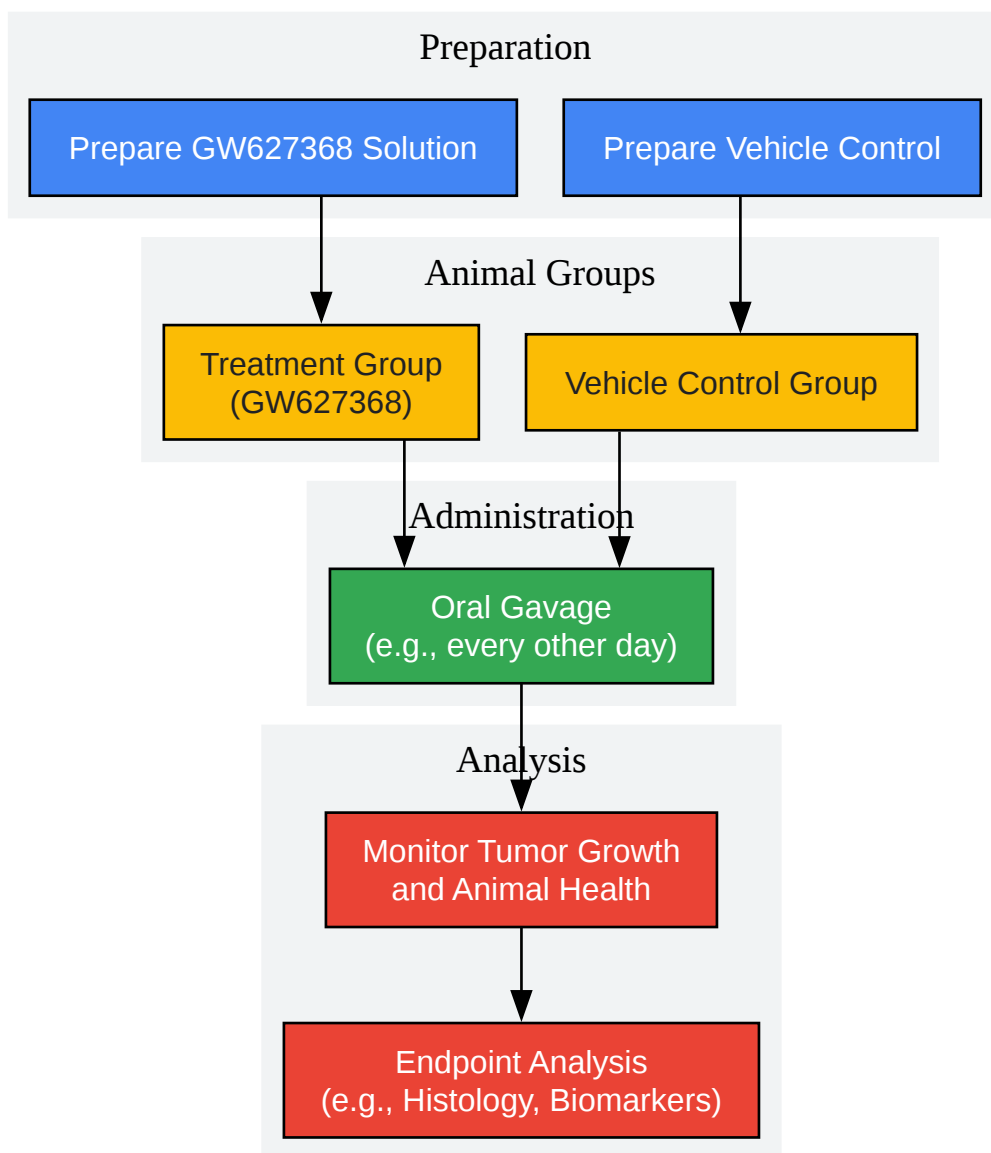 Preparation
Prepare GW627368 Solution
Prepare Vehicle Control
Animal Groups
Treatment Group
(GW627368)
Vehicle Control Group
Administration
Oral Gavage
(e.g., every other day)
Analysis
Monitor Tumor Growth
and Animal Health
Endpoint Analysis
(e.g., Histology, Biomarkers)